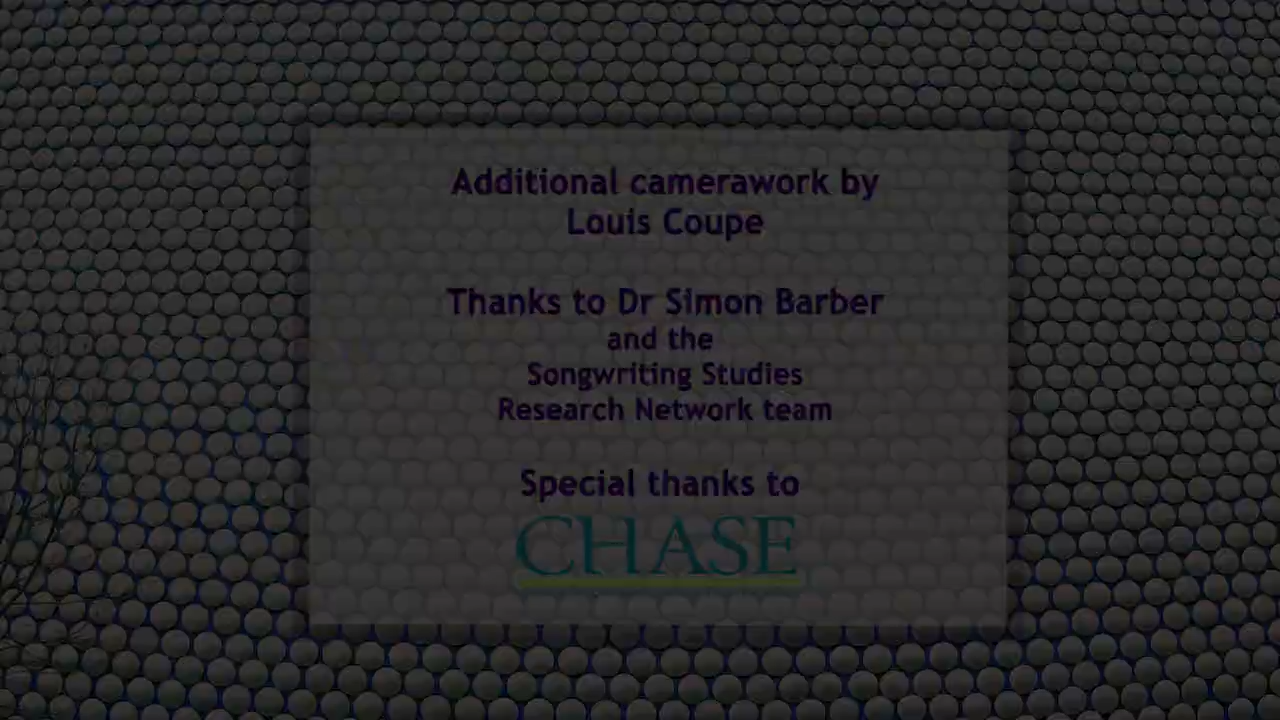 Additional camerawork by
Louis Coupe
Thanks to Dr Simon Barber
and the
Songwriting Studies
Research Network team
Special thanks to
CHASE